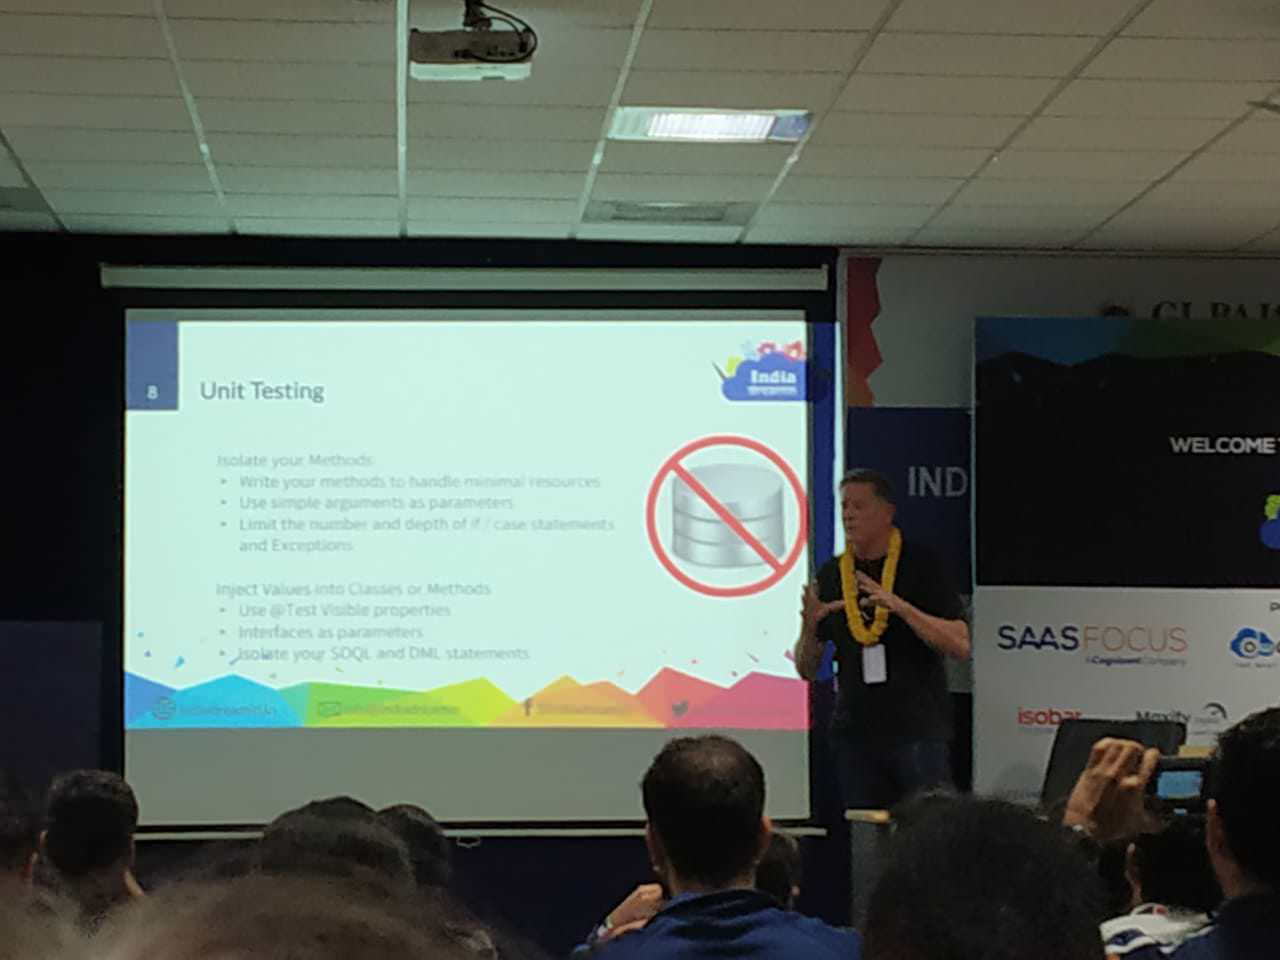 8
Unit Testing
India
dreamin
Isolate your Methods
• Write your methods to handle minimal resources
• Use simple arguments as parameters
• Limit the number and depth of if / case statements
and Exceptions
Inject Values into Classes or Methods
• Use @Test Visible properties
• Interfaces as parameters
• Isolate your SOQL and DML statements
IND
WELCOME
SAASFOCUS
A Cognizant Company
isobar